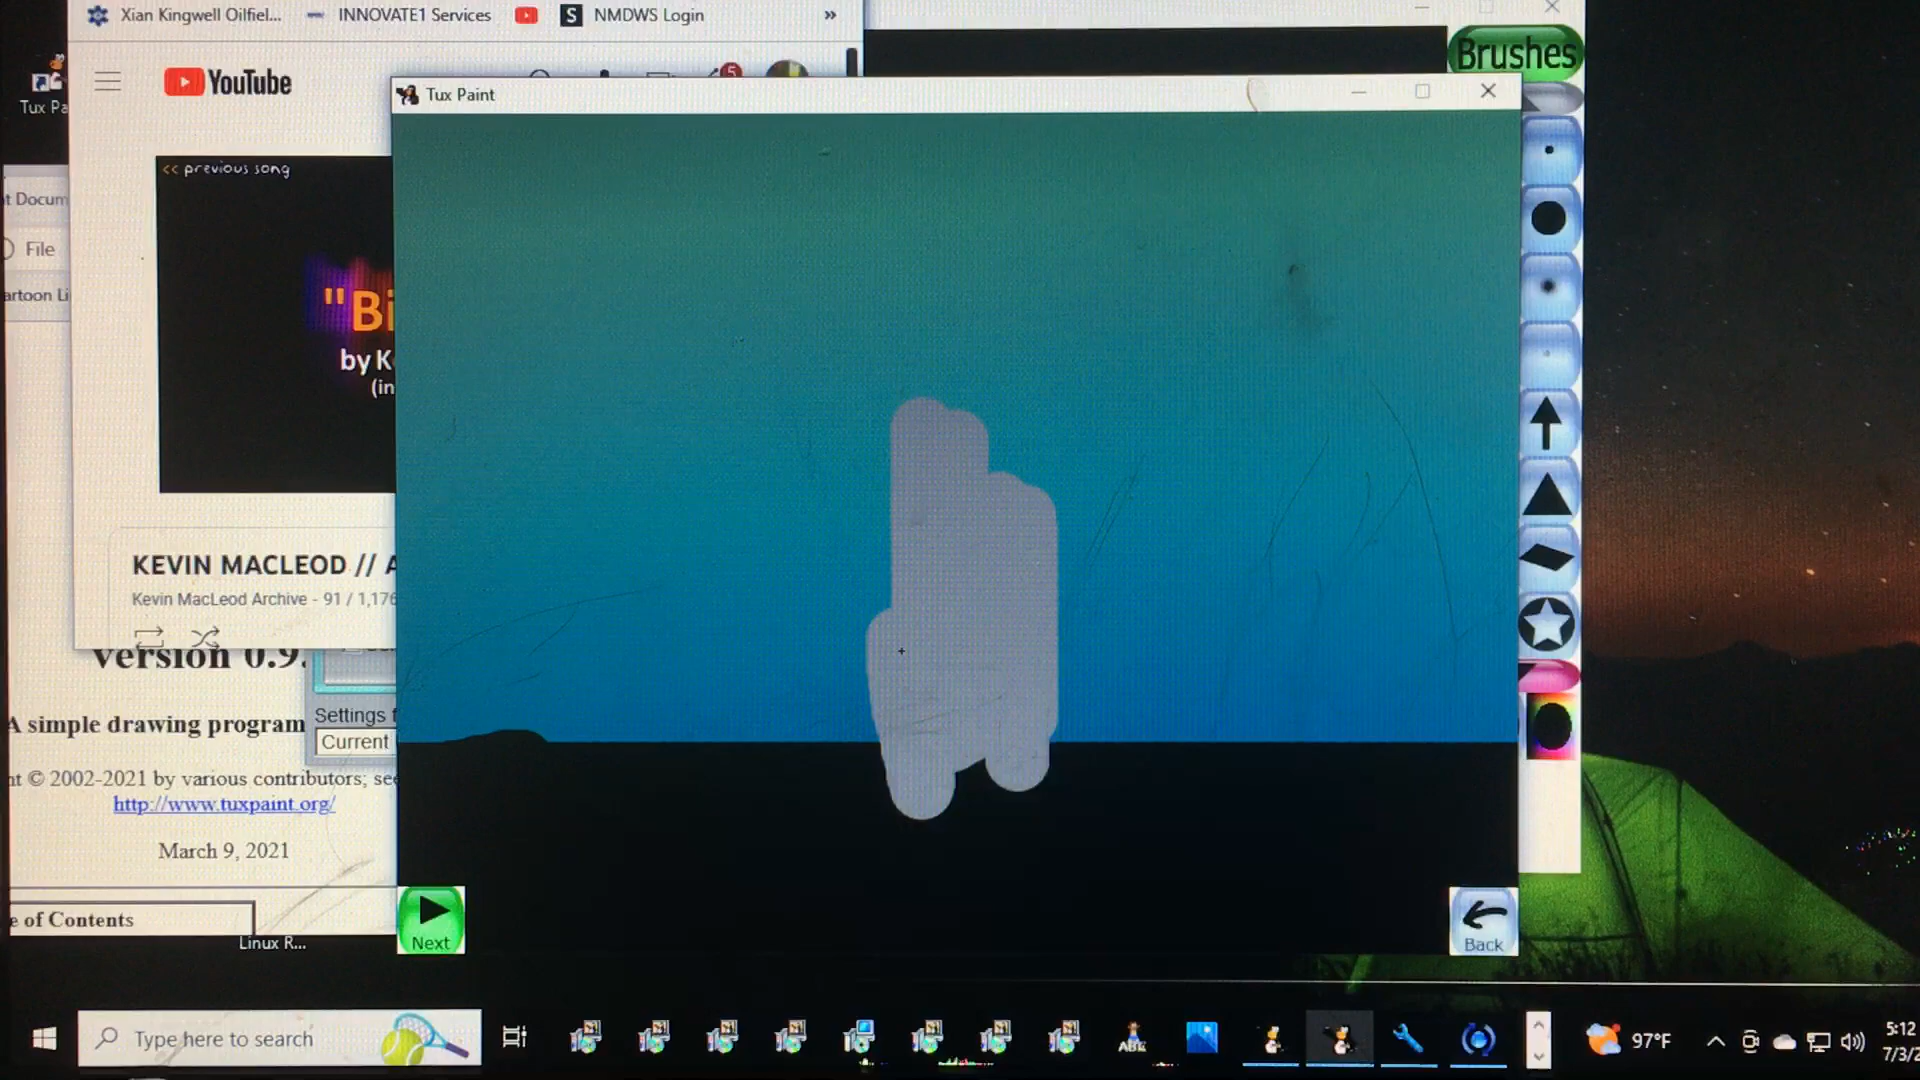 Xian Kingwell Oilfiel...
INNOVATE1 Services
S
NMDWS Login
»
Brushes
YouTube
5
Tux Pa
Tux Paint
<< previous song
t Docum
File
artoon Li
"Bi
by K
(in
KEVIN MACLEOD // A
Kevin MacLeod Archive - 91 / 1,176
version 0.9.
A simple drawing program
Settings f
Current
nt © 2002-2021 by various contributors; see
http://www.tuxpaint.org/
March 9, 2021
e of Contents
Linux R...
Next
Back
Type here to search
97°F
5:12
7/3/2